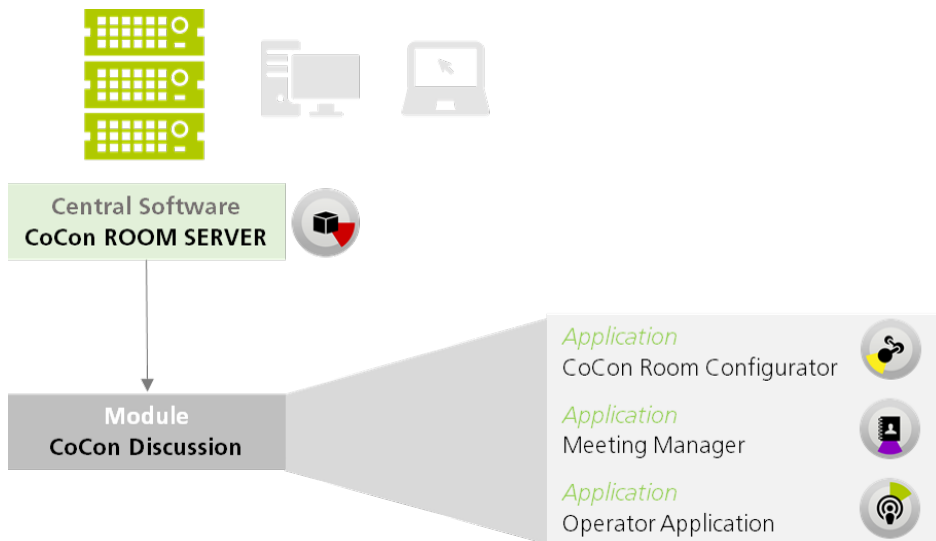 Central Software
CoCon ROOM SERVER
Module
CoCon Discussion
Application
CoCon Room Configurator
Application
Meeting Manager
Application
Operator Application